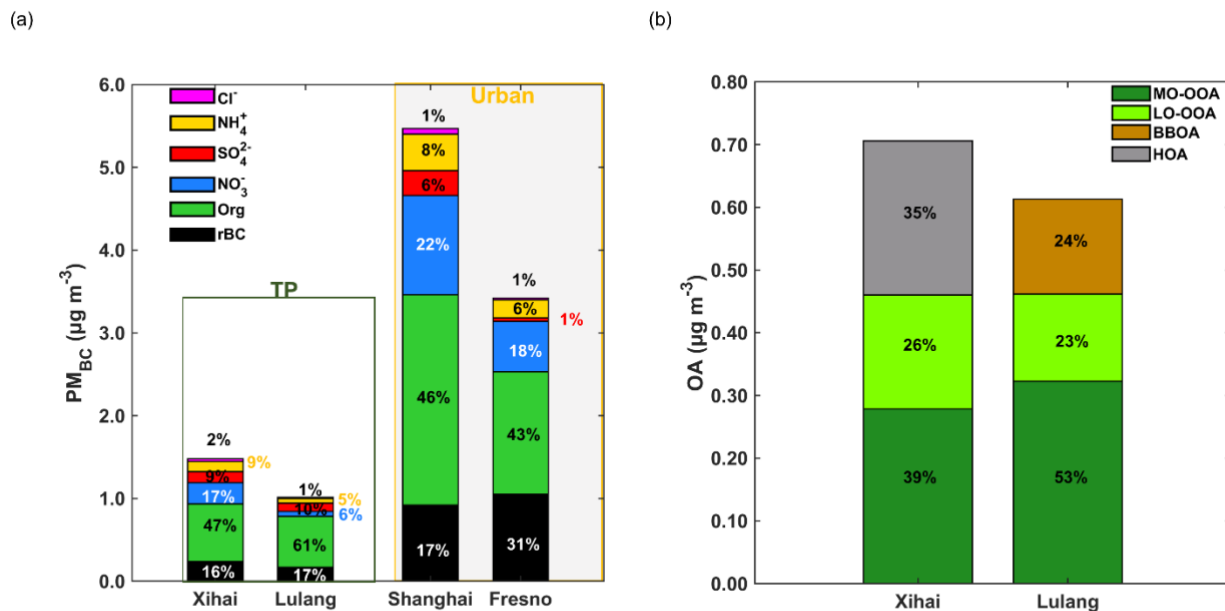 (a)
(b)
PM_BC (μg m⁻³)
6.0
5.0
4.0
3.0
2.0
1.0
0.0
Cl⁻
NH₄⁺
SO₄²⁻
NO₃⁻
Org
rBC
TP
Urban
2%
9%
9%
17%
47%
16%
1%
5%
10%
6%
61%
17%
1%
8%
6%
22%
46%
17%
1%
6%
1%
18%
43%
31%
Xihai Lulang Shanghai Fresno
OA (μg m⁻³)
0.80
0.70
0.60
0.50
0.40
0.30
0.20
0.10
0.00
MO-OOA
LO-OOA
BBOA
HOA
35%
26%
39%
24%
23%
53%
Xihai Lulang